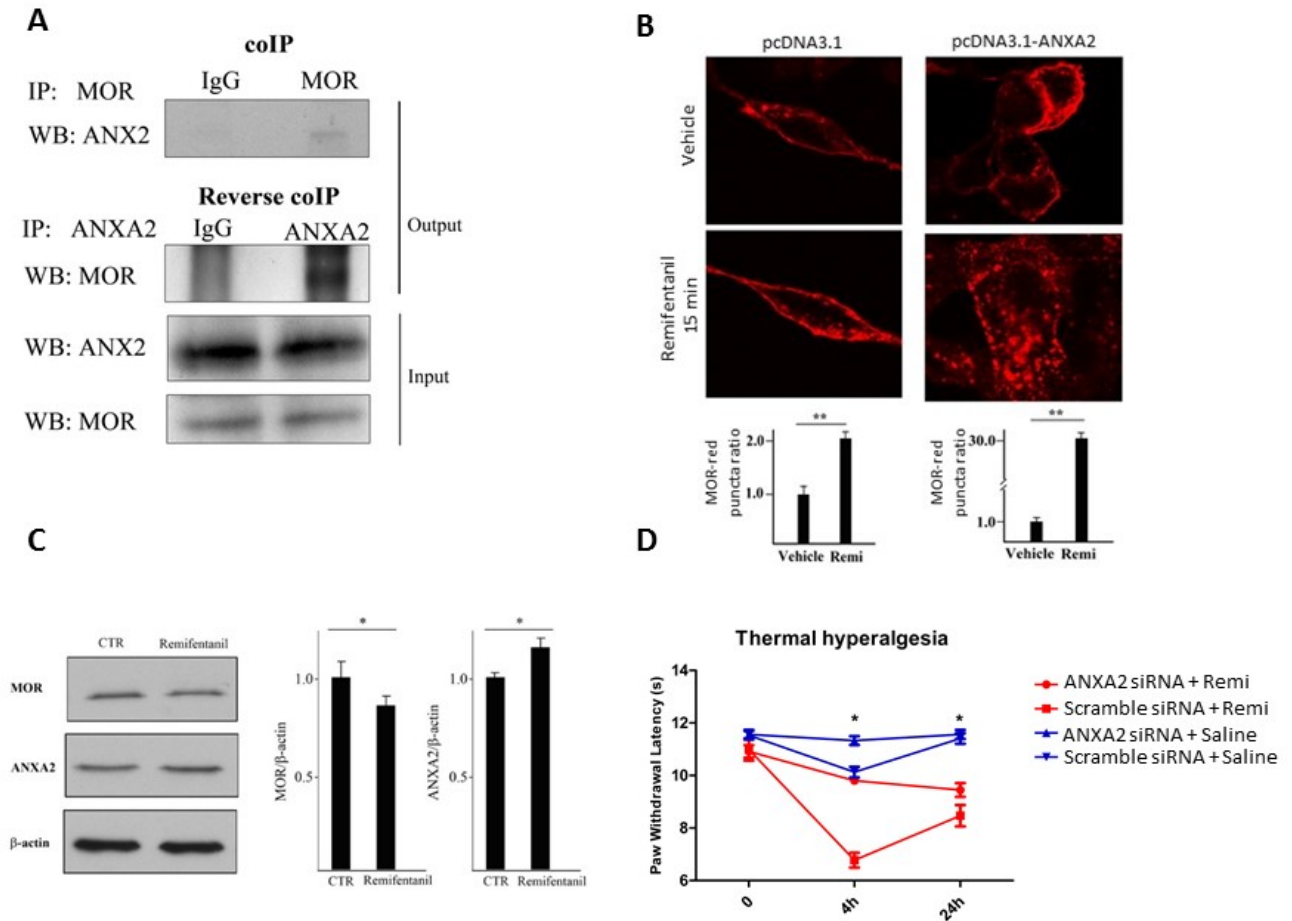 A
coIP
IgG MOR
IP: MOR
WB: ANX2
Reverse coIP
IP: ANXA2 IgG ANXA2
Output
WB: MOR
WB: ANX2
Input
WB: MOR
B
pcDNA3.1 pcDNA3.1-ANXA2
Vehicle
Remifentanil
15 min
MOR-red
puncta ratio
**
2.0
1.0
Vehicle Remi
MOR-red
puncta ratio
**
30.0
1.0
Vehicle Remi
C
CTR Remifentanil
MOR
ANXA2
β-actin
MOR/β-actin
*
1.0
0.5
CTR Remifentanil
ANXA2/β-actin
*
1.0
0.5
CTR Remifentanil
D
Thermal hyperalgesia
Paw Withdrawal Latency (s)
14
12
10
8
6
* *
0 4h 24h
ANXA2 siRNA + Remi
Scramble siRNA + Remi
ANXA2 siRNA + Saline
Scramble siRNA + Saline